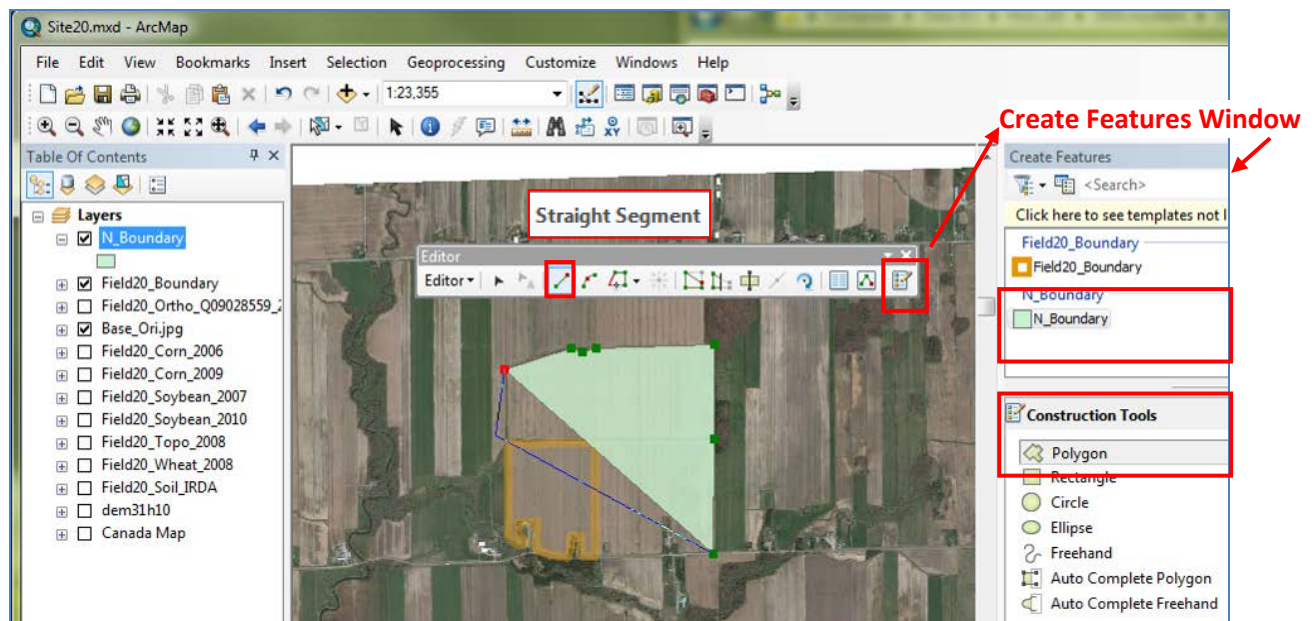 Site20.mxd - ArcMap
File Edit View Bookmarks Insert Selection Geoprocessing Customize Windows Help
1:23,355
Create Features Window
Table Of Contents
Layers
N_Boundary
Field20_Boundary
Field20_Ortho_Q09028559_
Base_Ori.jpg
Field20_Corn_2006
Field20_Corn_2009
Field20_Soybean_2007
Field20_Soybean_2010
Field20_Topo_2008
Field20_Wheat_2008
Field20_Soil_IRDA
dem31h10
Canada Map
Straight Segment
Editor
Editor
Create Features
<Search>
Click here to see templates not
Field20_Boundary
Field20_Boundary
N_Boundary
N_Boundary
Construction Tools
Polygon
Rectangle
Circle
Ellipse
Freehand
Auto Complete Polygon
Auto Complete Freehand